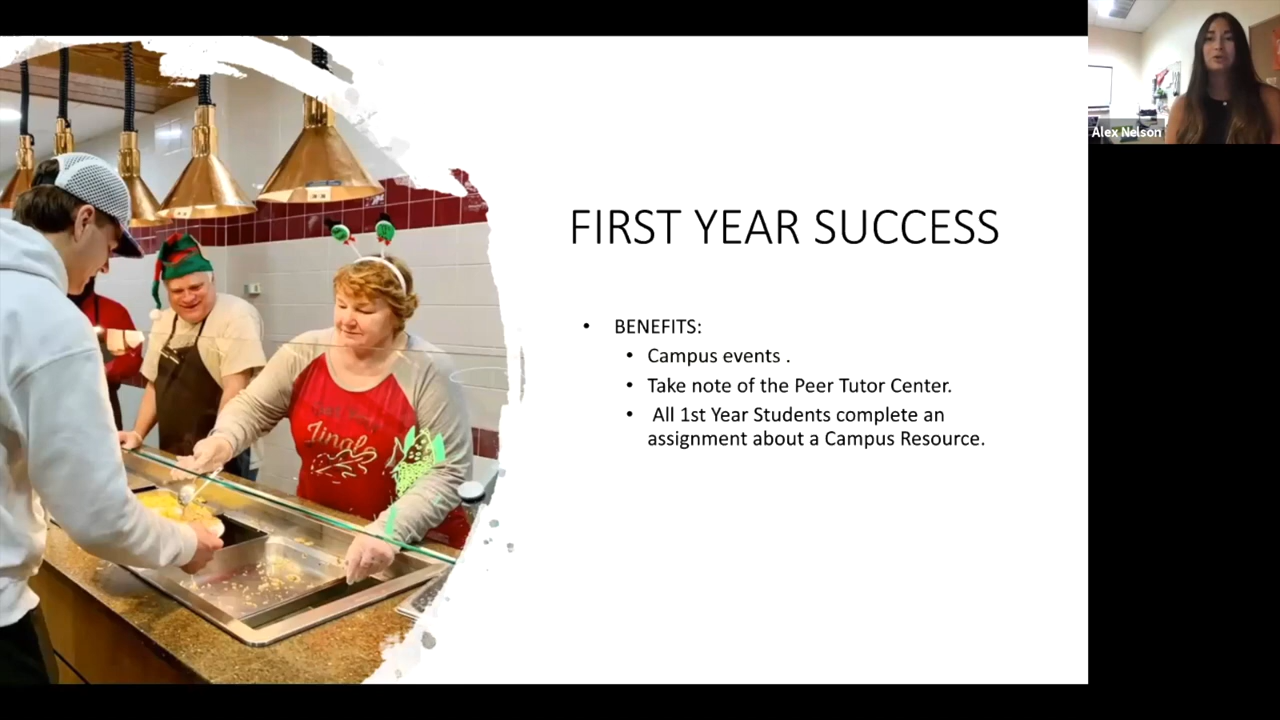 Alex Nelson
FIRST YEAR SUCCESS
• BENEFITS:
• Campus events .
• Take note of the Peer Tutor Center.
• All 1st Year Students complete an
assignment about a Campus Resource.
Jingle